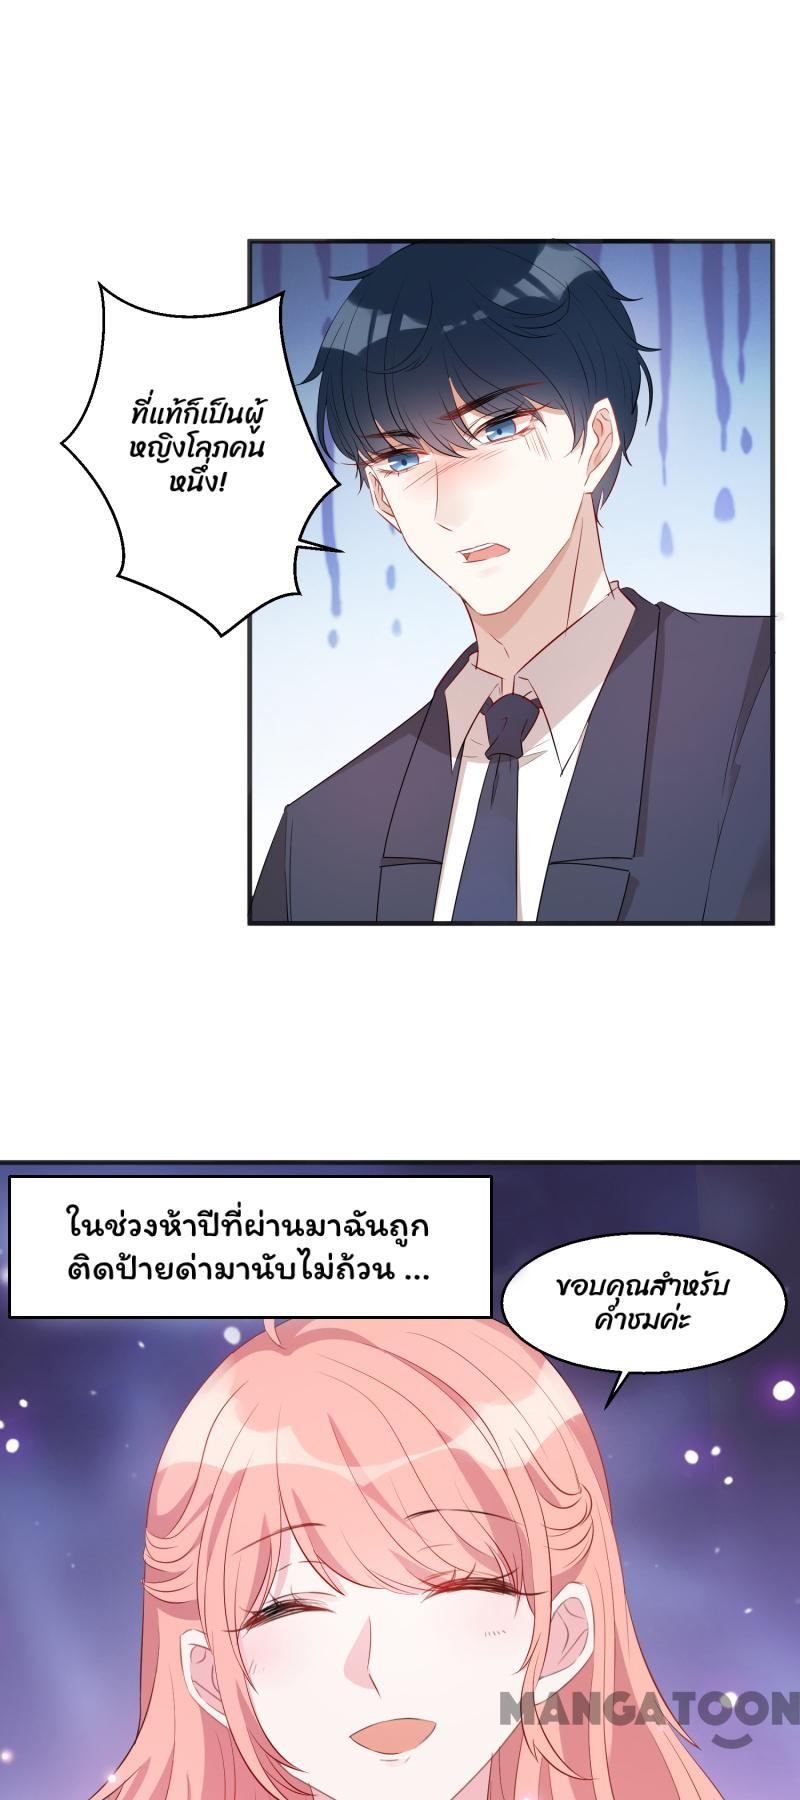 ที่แท้ก็เป็นผู้
หญิงโลภคน
หนึ่ง!
ในช่วงห้าปีที่ผ่านมาฉันถูก
ติดป้ายด่ามานับไม่ถ้วน ...
ขอบคุณสำหรับ
คำชมค่ะ
MANGATOON